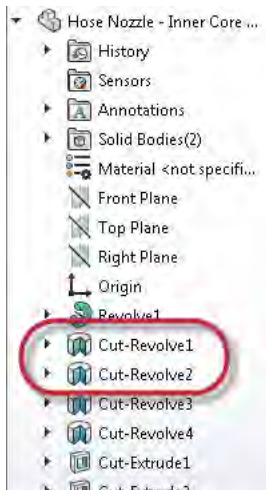 Hose Nozzle - Inner Core ...
History
Sensors
Annotations
Solid Bodies(2)
Material <not specifi...
Front Plane
Top Plane
Right Plane
Origin
Revolve1
Cut-Revolve1
Cut-Revolve2
Cut-Revolve3
Cut-Revolve4
Cut-Extrude1